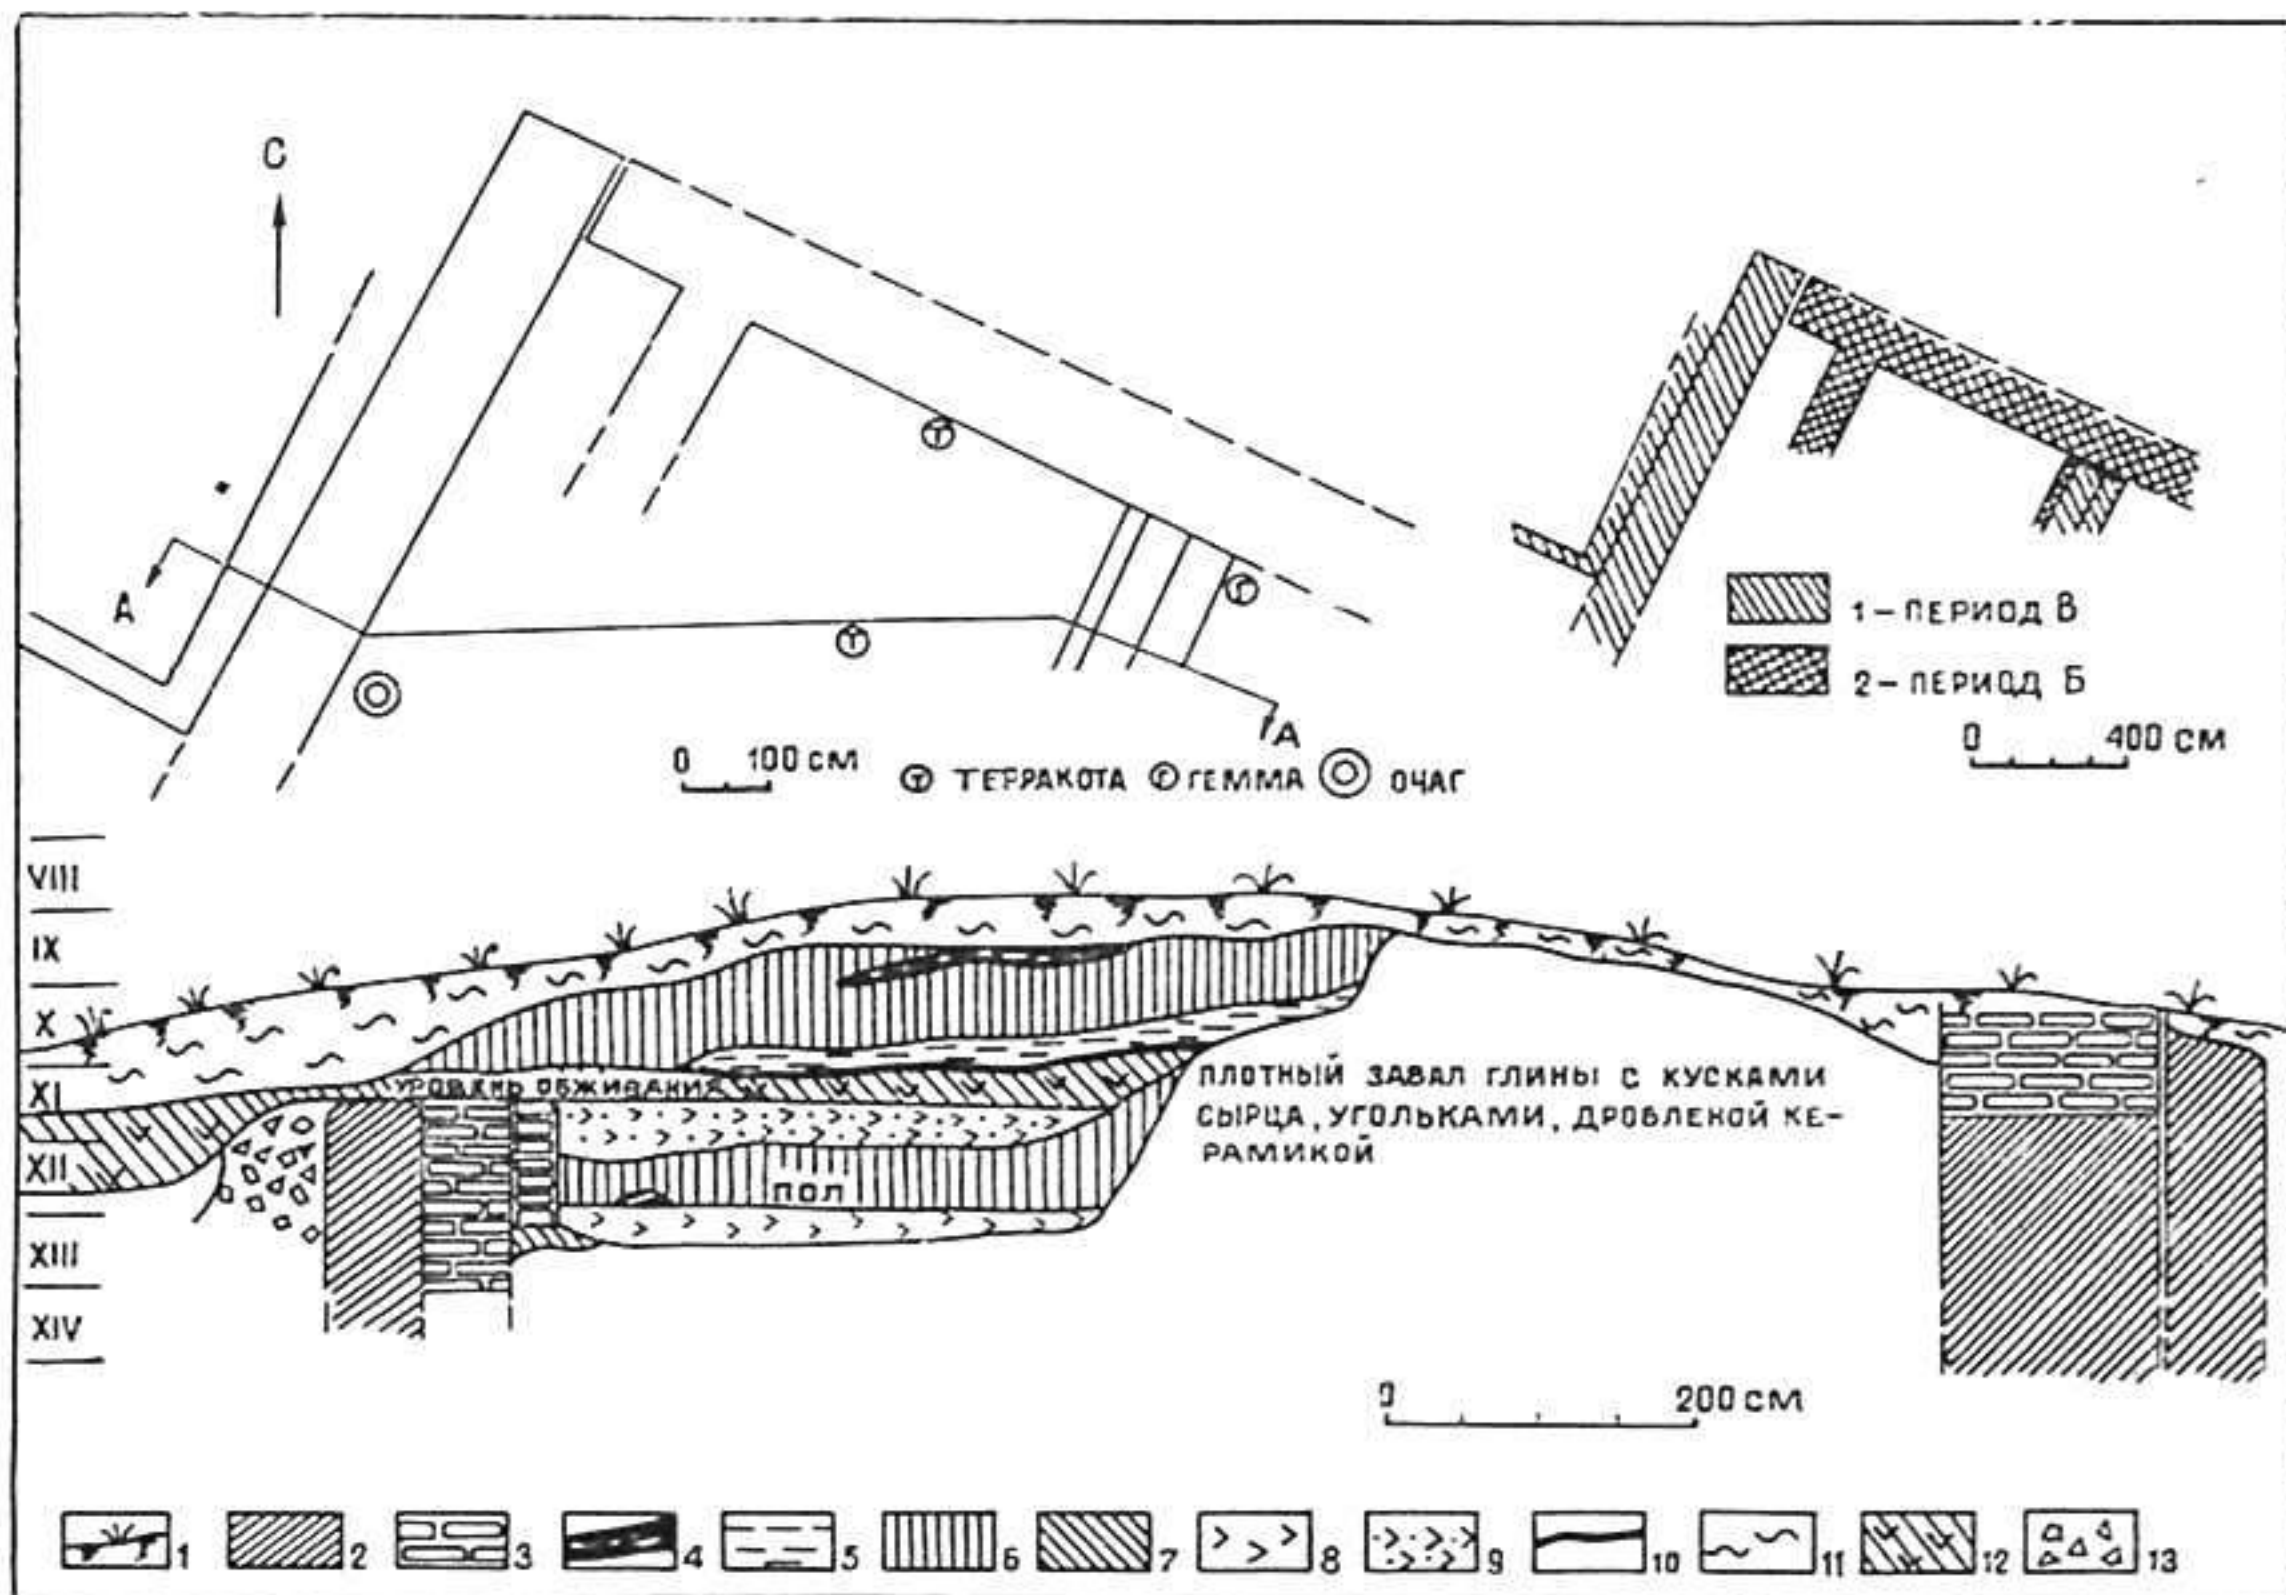 С
А
А
1 – ПЕРИОД В
2 – ПЕРИОД Б
0 400 СМ
0 100 СМ
Т ТЕРРАКОТА Г ГЕММА ОЧАГ
Т
Т
Г
VIII
IX
X
XI
XII
XIII
XIV
УРОВЕНЬ ОБЖИВАНИЯ
ПОЛ
ПЛОТНЫЙ ЗАВАЛ ГЛИНЫ С КУСКАМИ
СЫРЦА, УГОЛЬКАМИ, ДРОБЛЕНОЙ КЕ-
РАМИКОЙ
0 200 СМ
1 2 3 4 5 6 7 8 9 10 11 12 13